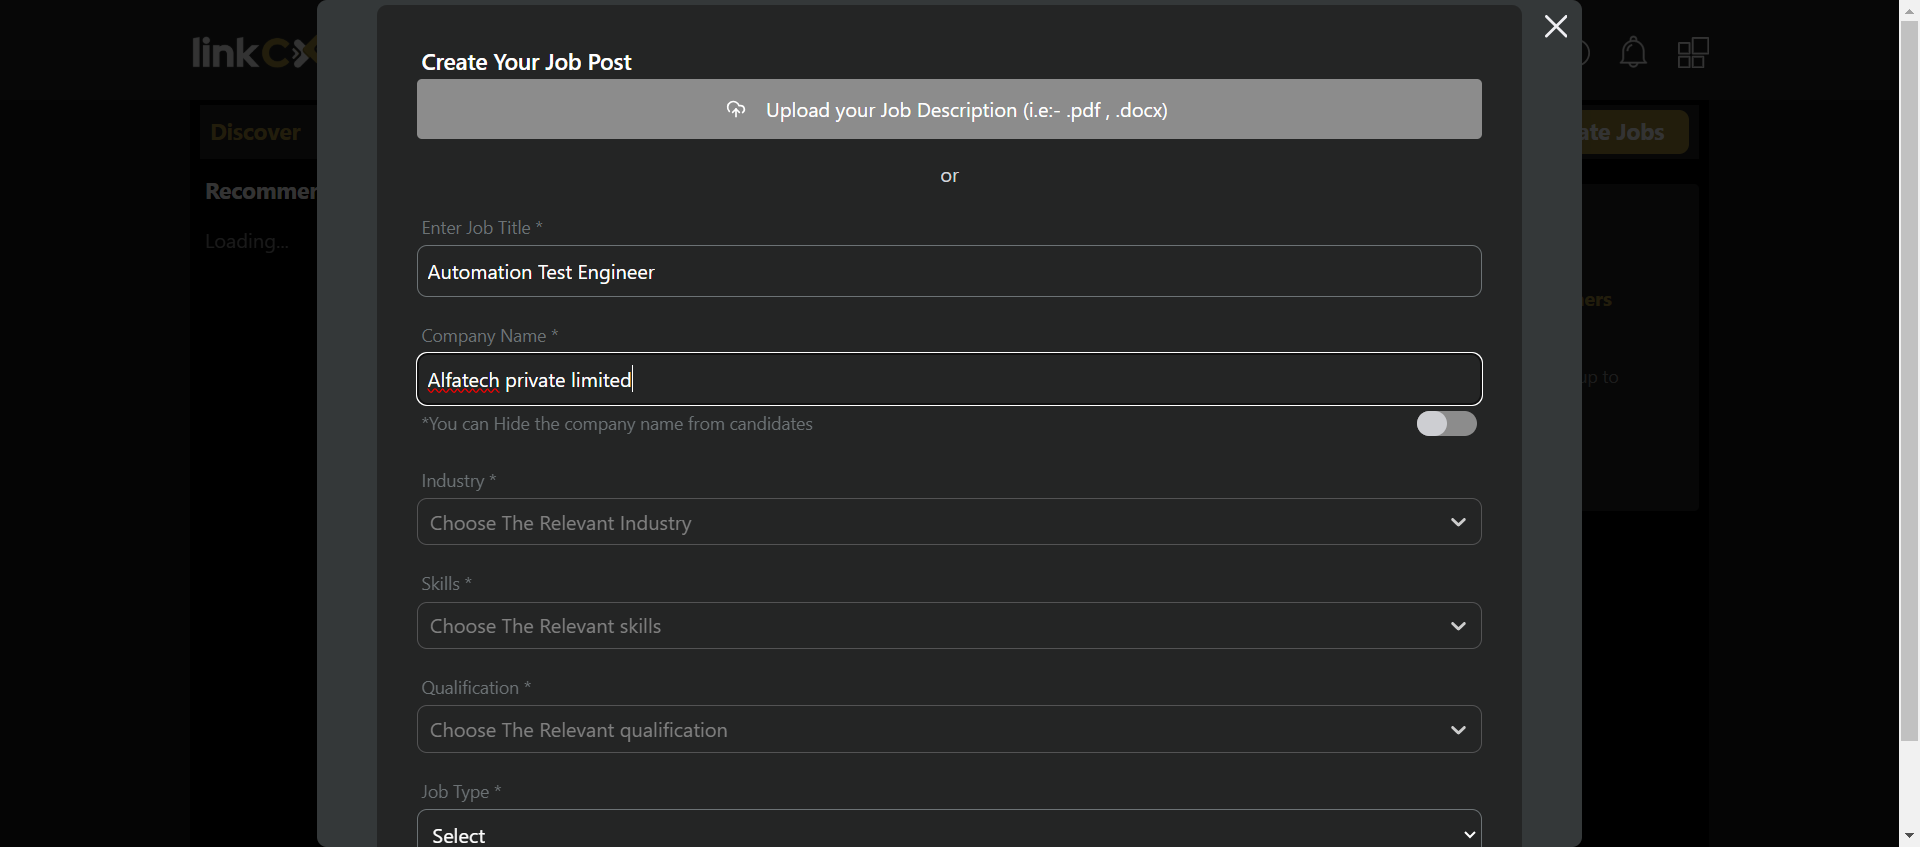 linkCX
Create Your Job Post
Upload your Job Description (i.e:- .pdf , .docx)
Discover
ate Jobs
or
Recommen
Enter Job Title *
Loading...
Automation Test Engineer
ers
Company Name *
Alfatech private limited
up to
*You can Hide the company name from candidates
Industry *
Choose The Relevant Industry
Skills *
Choose The Relevant skills
Qualification *
Choose The Relevant qualification
Job Type *
Select